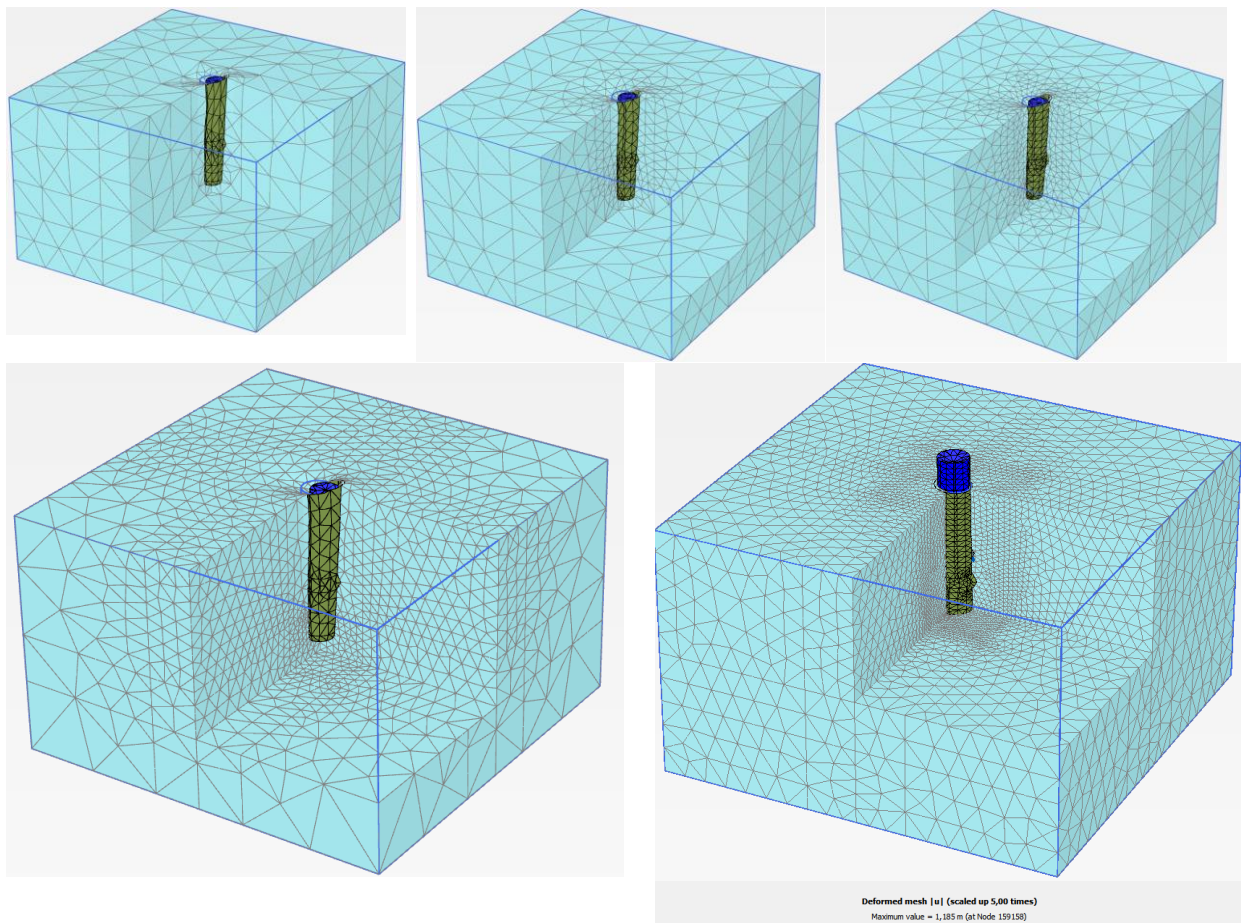 Deformed mesh |u| (scaled up 5,00 times)
Maximum value = 1,185 m (at Node 159158)